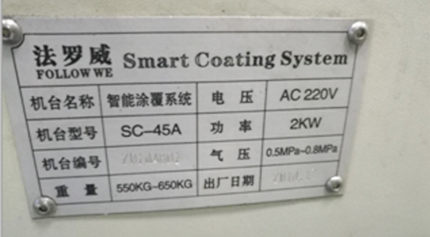 法罗威 Smart Coating System
FOLLOW WE
机台名称 智能涂覆系统 电压 AC 220V
机台型号 SC-45A 功率 2KW
机台编号 气压 0.5MPa~0.8MPa
重量 550KG-650KG 出厂日期